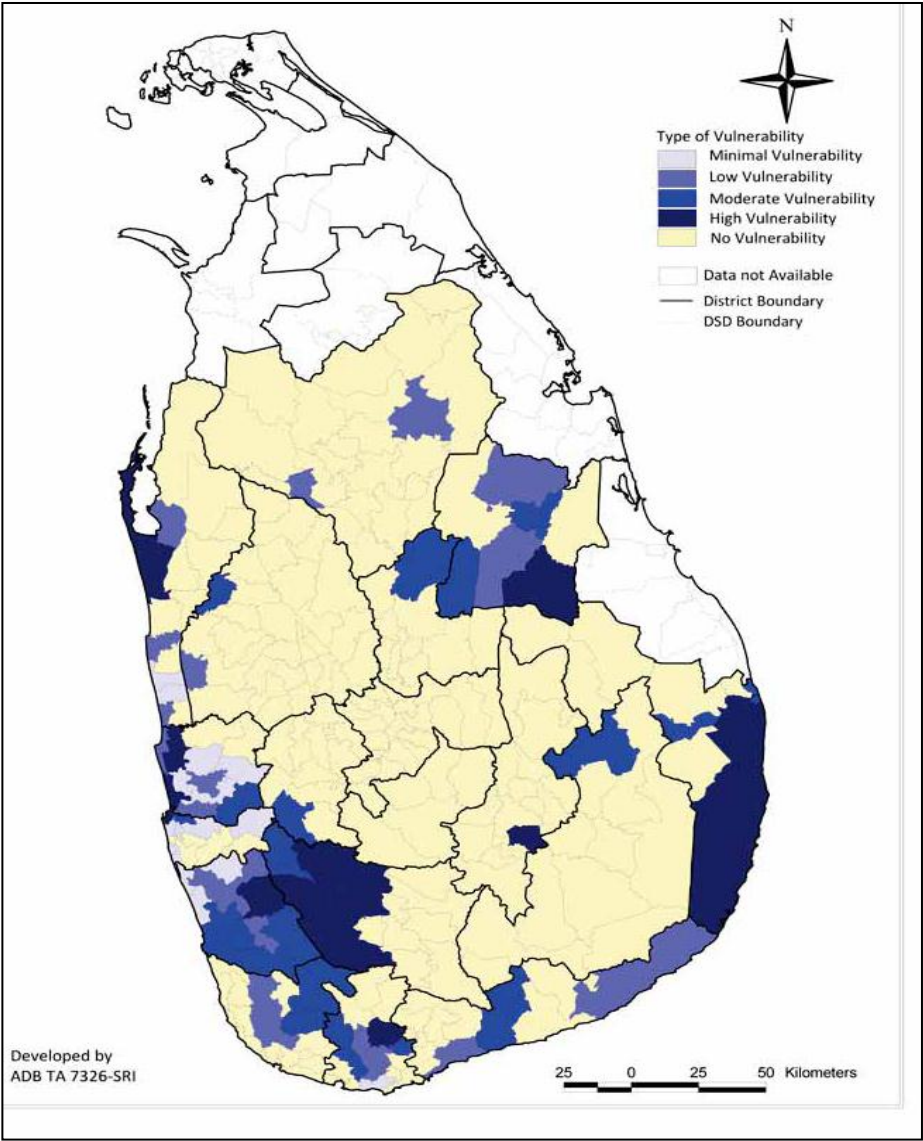 N
Type of Vulnerability
Minimal Vulnerability
Low Vulnerability
Moderate Vulnerability
High Vulnerability
No Vulnerability
Data not Available
District Boundary
DSD Boundary
Developed by
ADB TA 7326-SRI
25 0 25 50 Kilometers